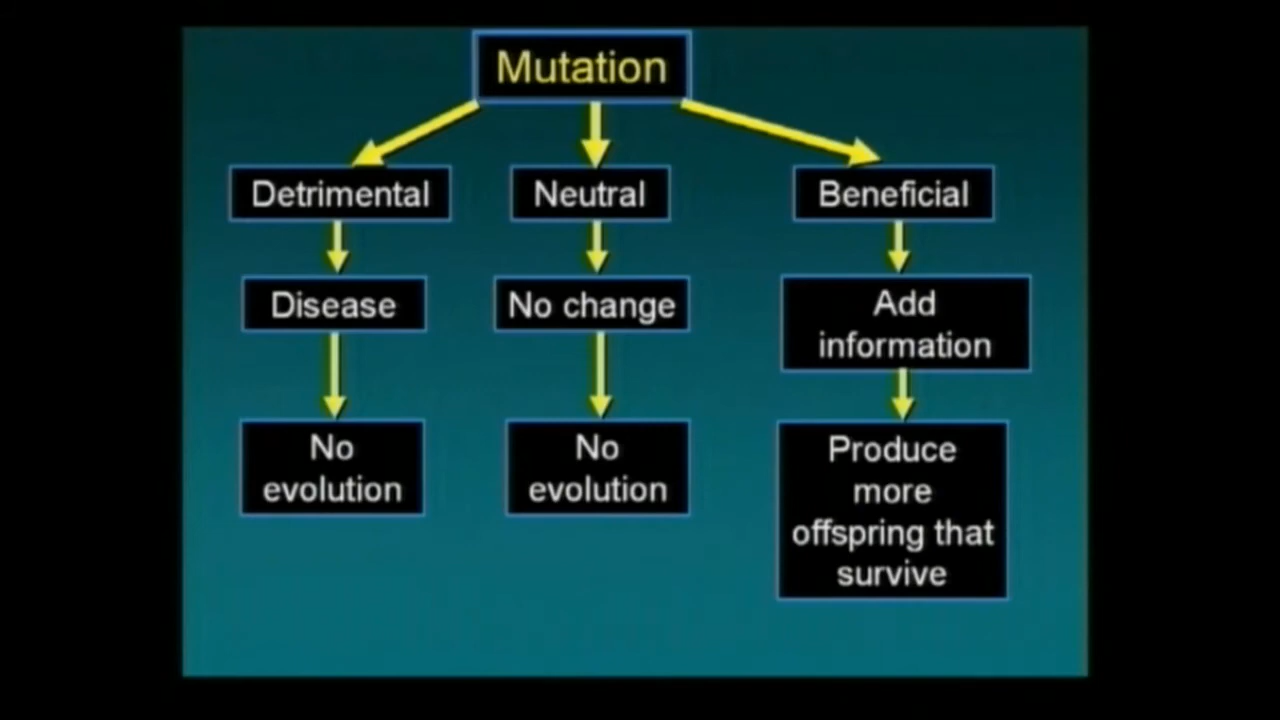 Mutation
Detrimental
Neutral
Beneficial
Disease
No change
Add
information
No
evolution
No
evolution
Produce
more
offspring that
survive